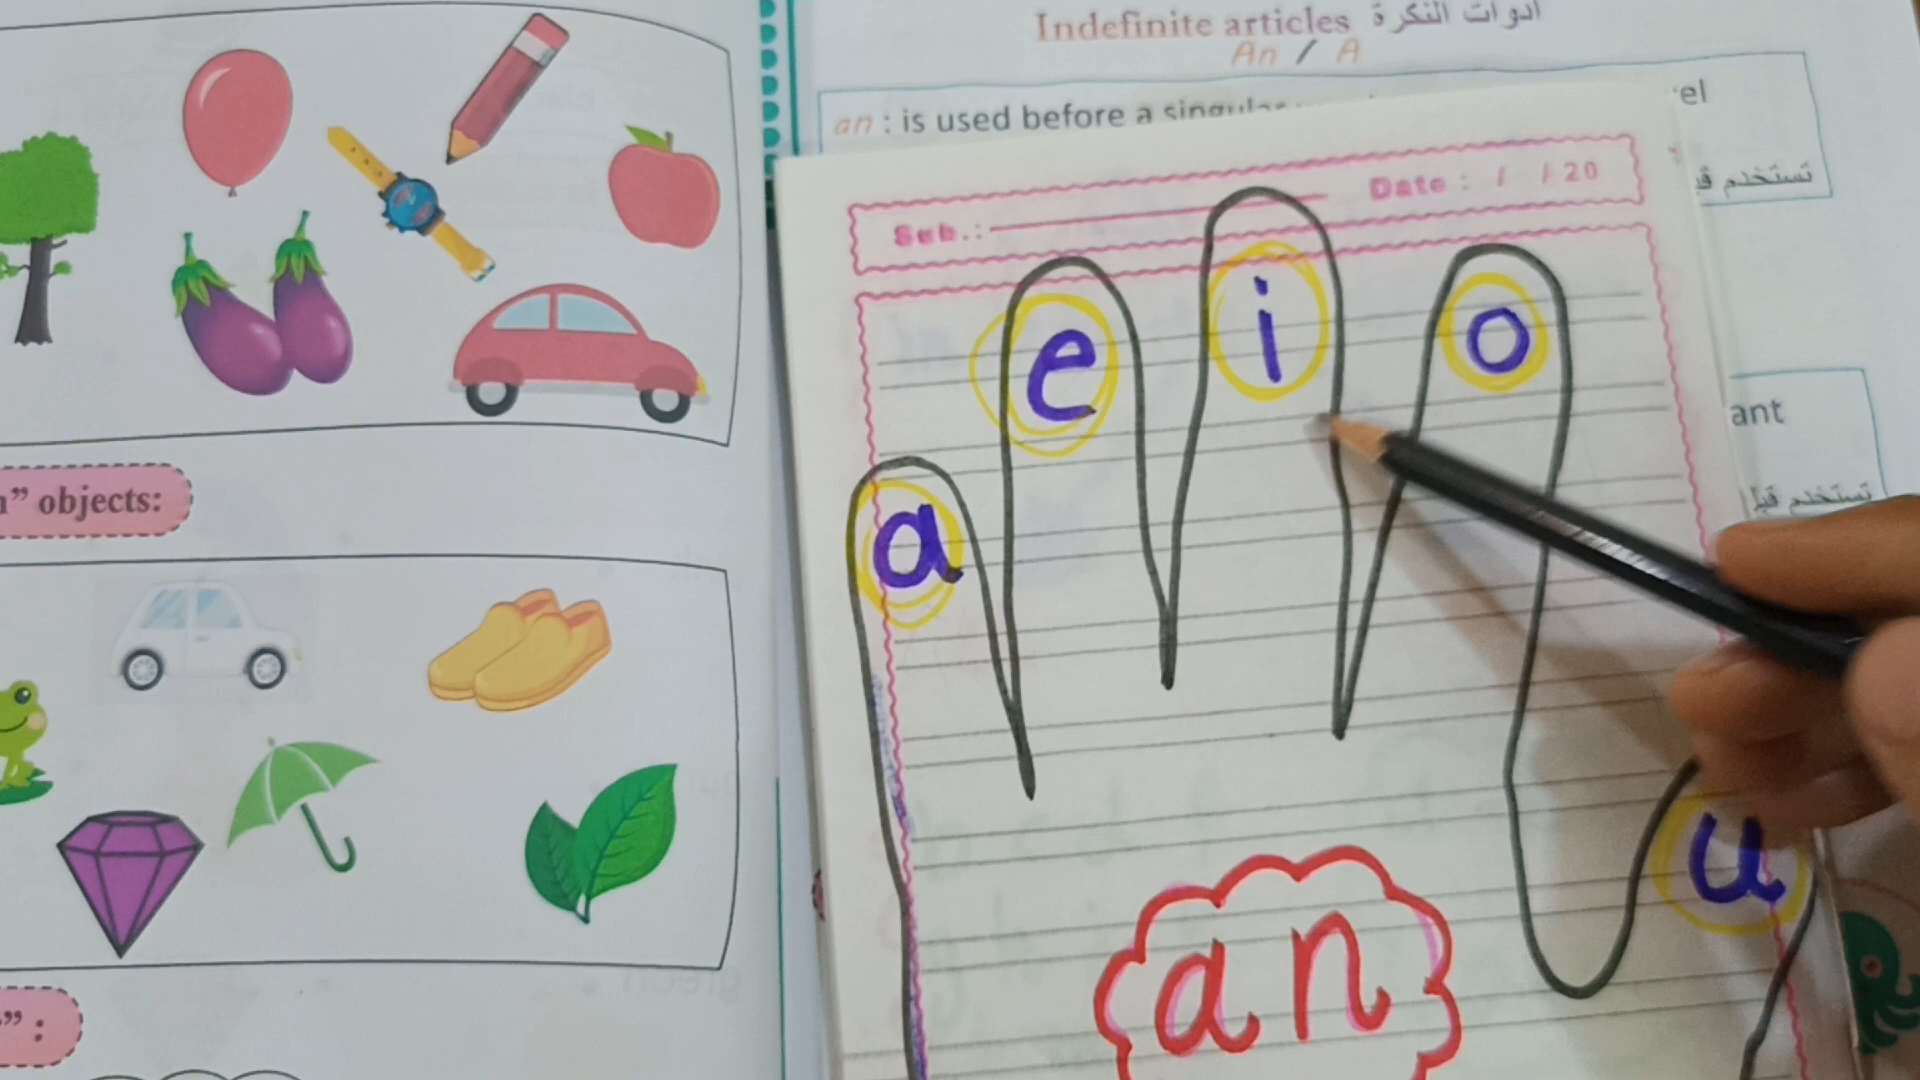 Indefinite articles أدوات النكرة
An / A
an : is used before a singular
el
تستخدم
Sub.:
Date : / / 20
a
e
i
o
u
an
ant
تستخدم قبل
” objects:
” :